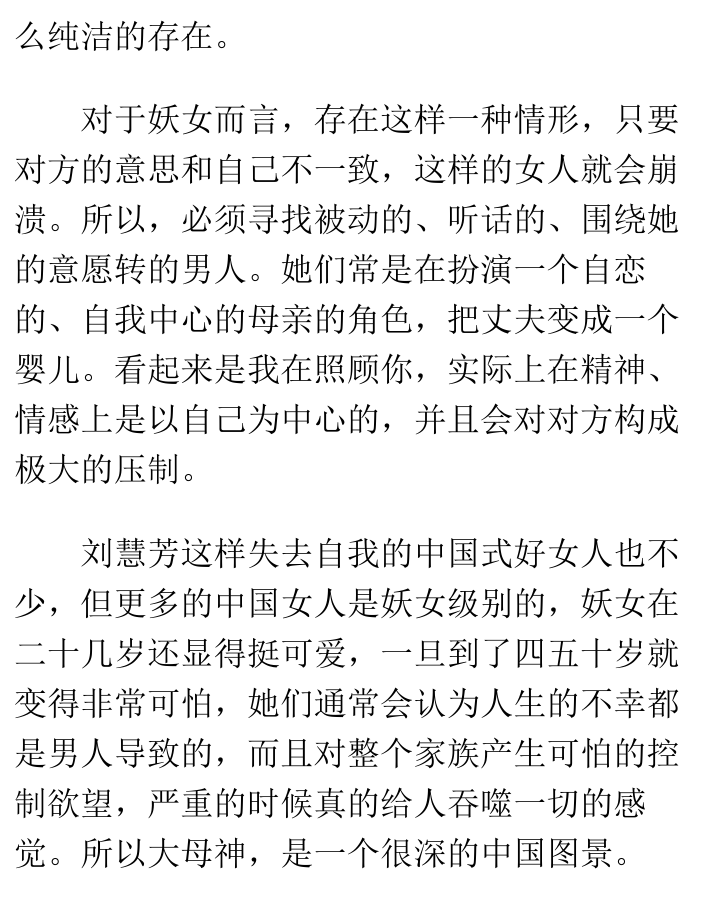 么纯洁的存在。
对于妖女而言，存在这样一种情形，只要
对方的意思和自己不一致，这样的女人就会崩
溃。所以，必须寻找被动的、听话的、围绕她
的意愿转的男人。她们常是在扮演一个自恋
的、自我中心的母亲的角色，把丈夫变成一个
婴儿。看起来是我在照顾你，实际上在精神、
情感上是以自己为中心的，并且会对对方构成
极大的压制。
刘慧芳这样失去自我的中国式好女人也不
少，但更多的中国女人是妖女级别的，妖女在
二十几岁还显得挺可爱，一旦到了四五十岁就
变得非常可怕，她们通常会认为人生的不幸都
是男人导致的，而且对整个家族产生可怕的控
制欲望，严重的时候真的给人吞噬一切的感
觉。所以大母神，是一个很深的中国图景。